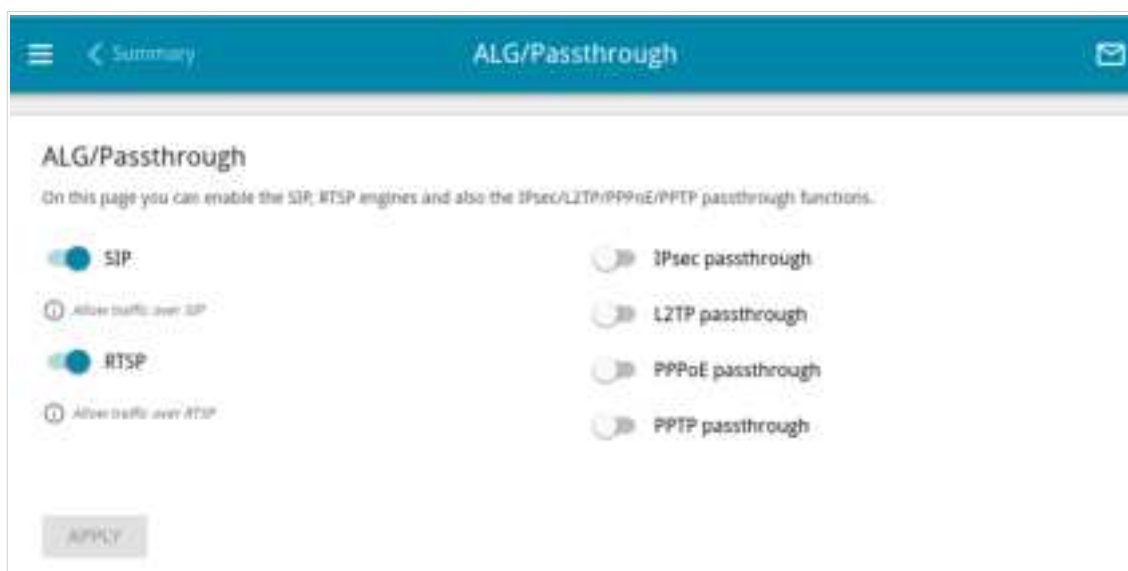 Summary
ALG/Passthrough
ALG/Passthrough
On this page you can enable the SIP, RTSP engines and also the IPsec/L2TP/PPPoE/PPTP passthrough functions.
SIP
Allow traffic over SIP
RTSP
Allow traffic over RTSP
IPsec passthrough
L2TP passthrough
PPPoE passthrough
PPTP passthrough
APPLY